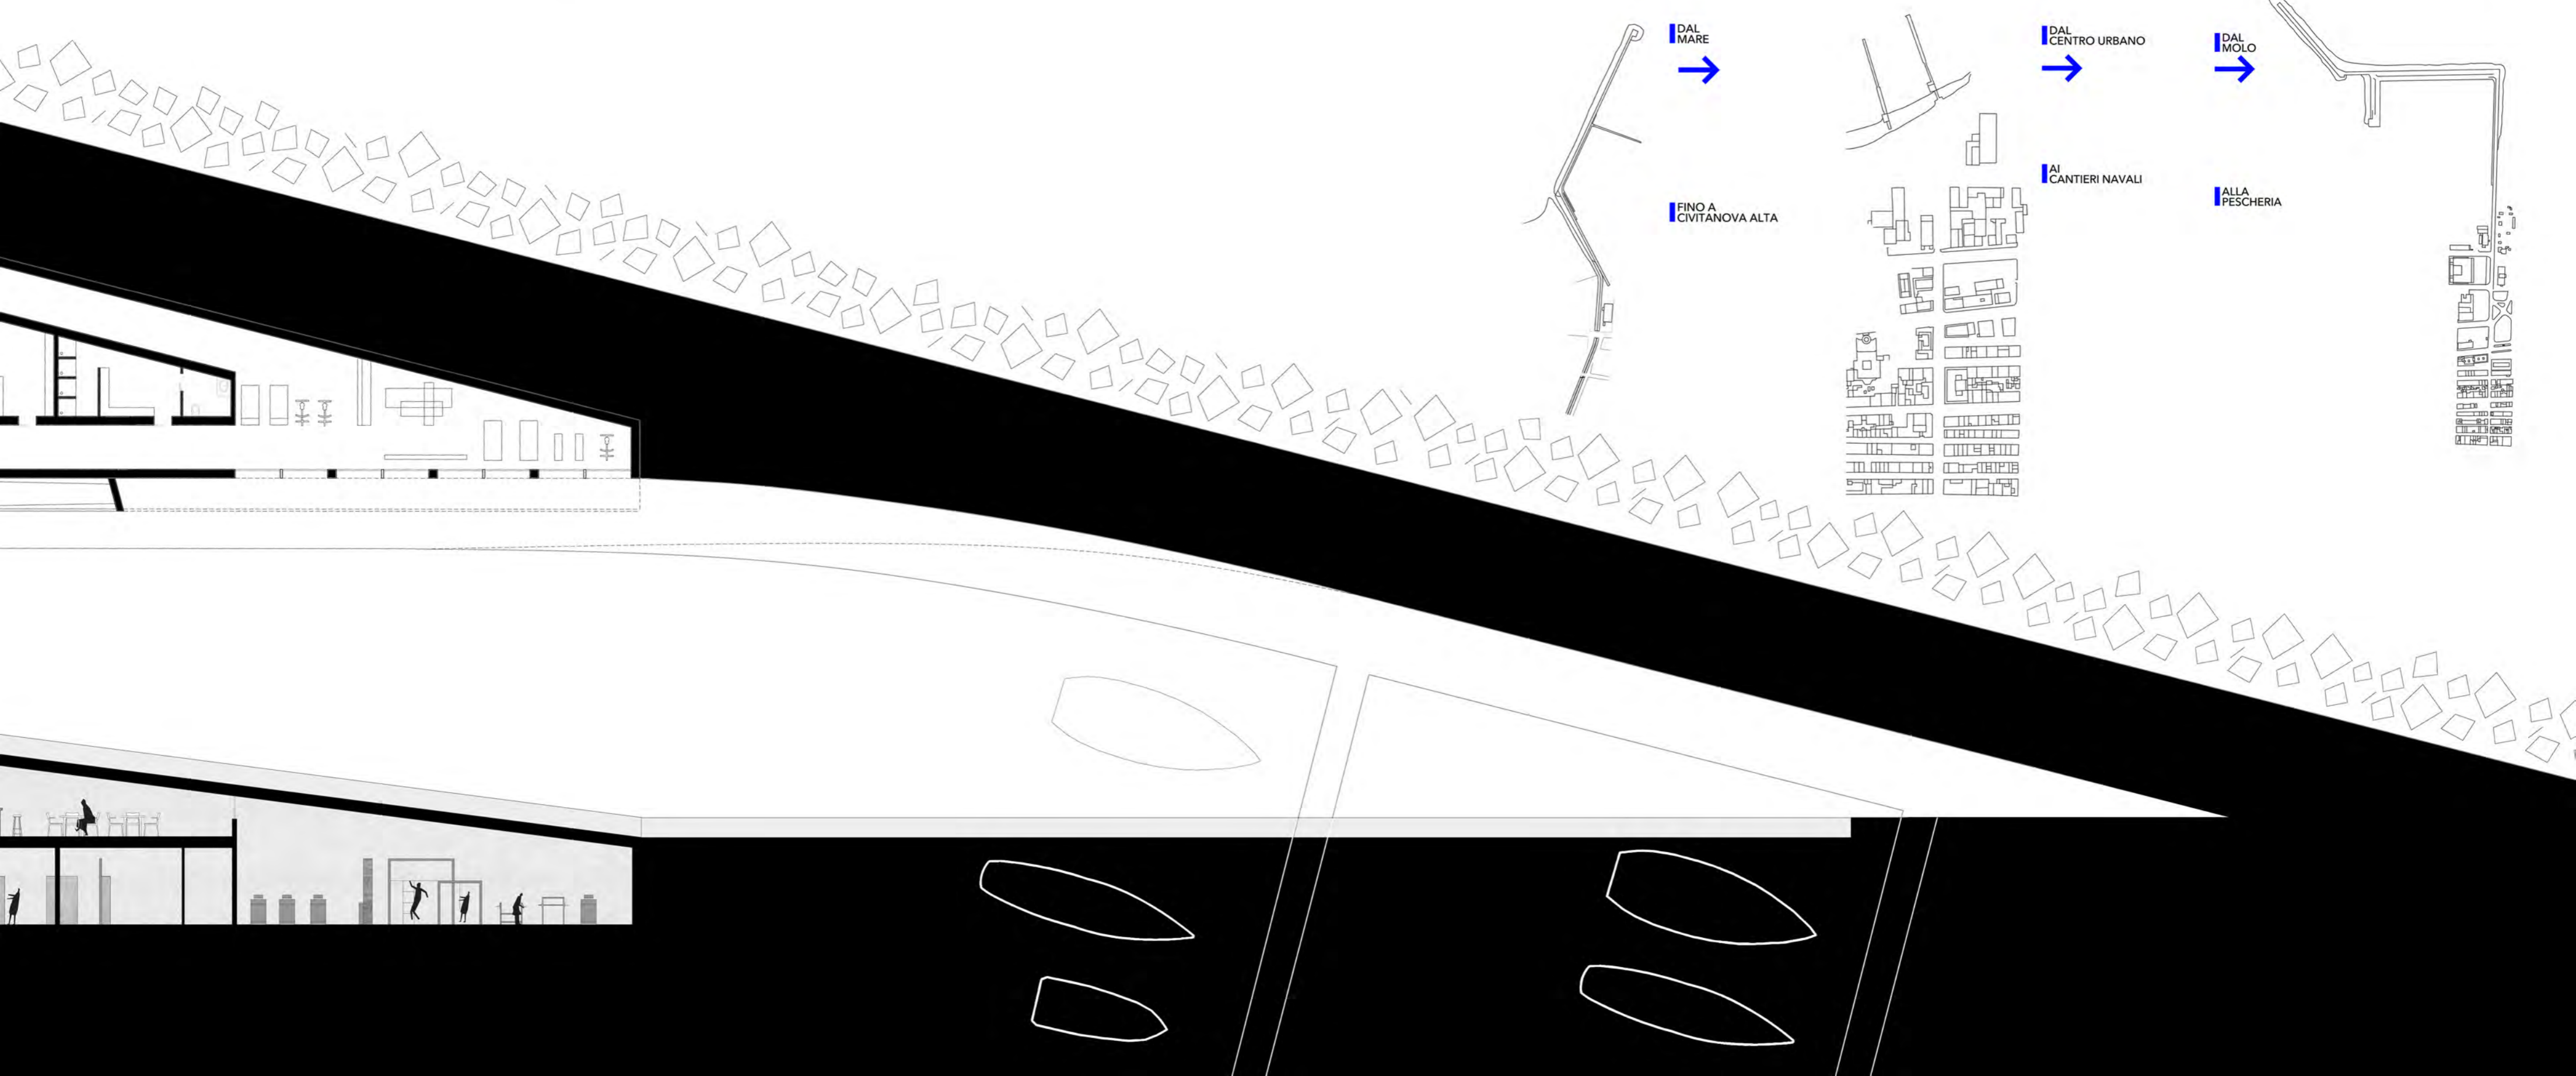 DAL
MARE
FINO A
CIVITANOVA ALTA
DAL
CENTRO URBANO
AI
CANTIERI NAVALI
DAL
MOLO
ALLA
PESCHERIA